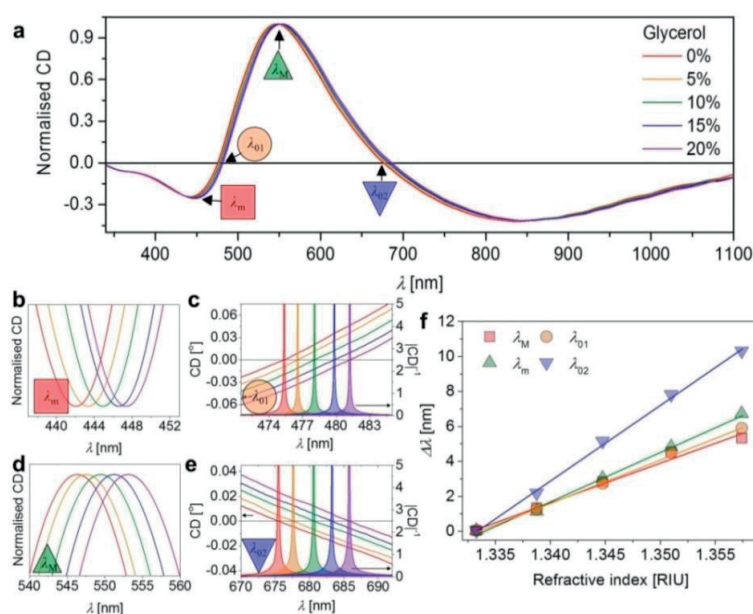 a
Normalised CD
0.9
0.6
0.3
0.0
-0.3
λM
λ01
λm
λ02
Glycerol
0%
5%
10%
15%
20%
400 500 600 700 800 900 1000 1100
λ [nm]
b
Normalised CD
λm
440 444 448 452
λ [nm]
c
CD [°]
0.06
0.03
0.00
-0.03
-0.06
λ01
474 477 480 483
λ [nm]
5
4
3
2
1
0
|CD|⁻¹
d
Normalised CD
λM
540 545 550 555 560
λ [nm]
e
CD [°]
0.04
0.02
0.00
-0.02
-0.04
λ02
670 675 680 685 690
λ [nm]
5
4
3
2
1
0
|CD|⁻¹
f
Δλ [nm]
12
10
8
6
4
2
0
λM λ01
λm λ02
1.335 1.340 1.345 1.350 1.355
Refractive index [RIU]